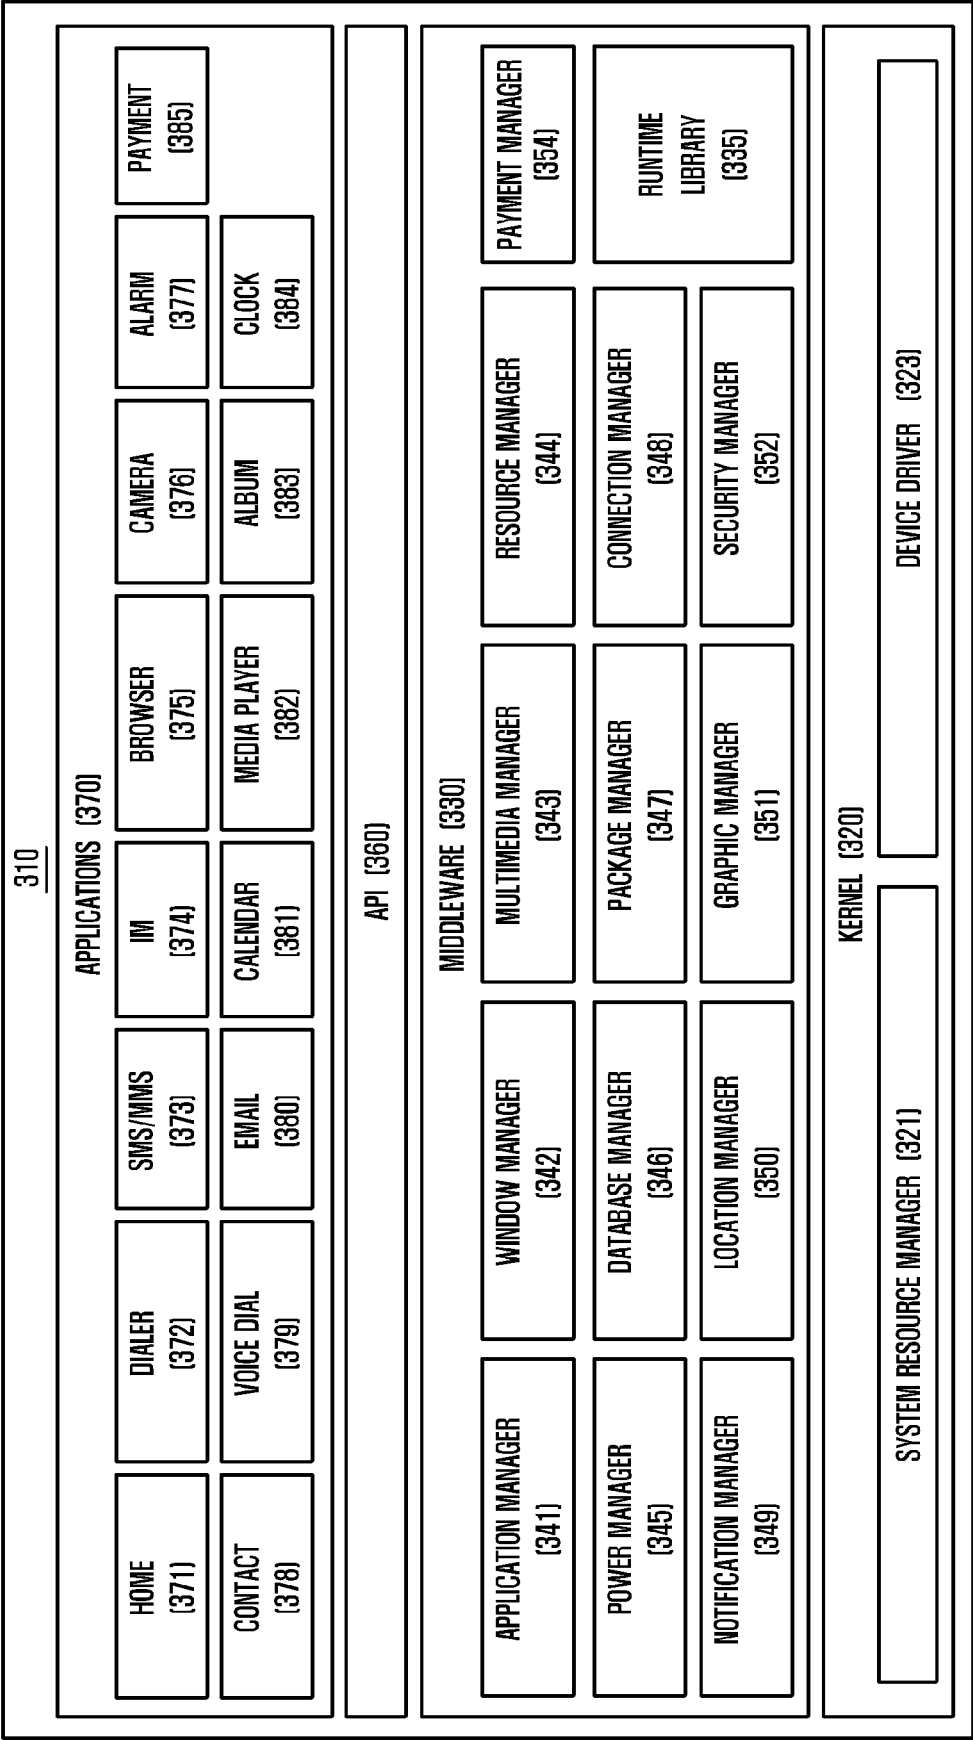 310
APPLICATIONS (370)
HOME
(371)
DIALER
(372)
SMS/MMS
(373)
IM
(374)
BROWSER
(375)
CAMERA
(376)
ALARM
(377)
PAYMENT
(385)
CONTACT
(378)
VOICE DIAL
(379)
EMAIL
(380)
CALENDAR
(381)
MEDIA PLAYER
(382)
ALBUM
(383)
CLOCK
(384)
API (360)
MIDDLEWARE (330)
APPLICATION MANAGER
(341)
WINDOW MANAGER
(342)
MULTIMEDIA MANAGER
(343)
RESOURCE MANAGER
(344)
PAYMENT MANAGER
(354)
POWER MANAGER
(345)
DATABASE MANAGER
(346)
PACKAGE MANAGER
(347)
CONNECTION MANAGER
(348)
RUNTIME
LIBRARY
(335)
NOTIFICATION MANAGER
(349)
LOCATION MANAGER
(350)
GRAPHIC MANAGER
(351)
SECURITY MANAGER
(352)
KERNEL (320)
SYSTEM RESOURCE MANAGER (321)
DEVICE DRIVER (323)